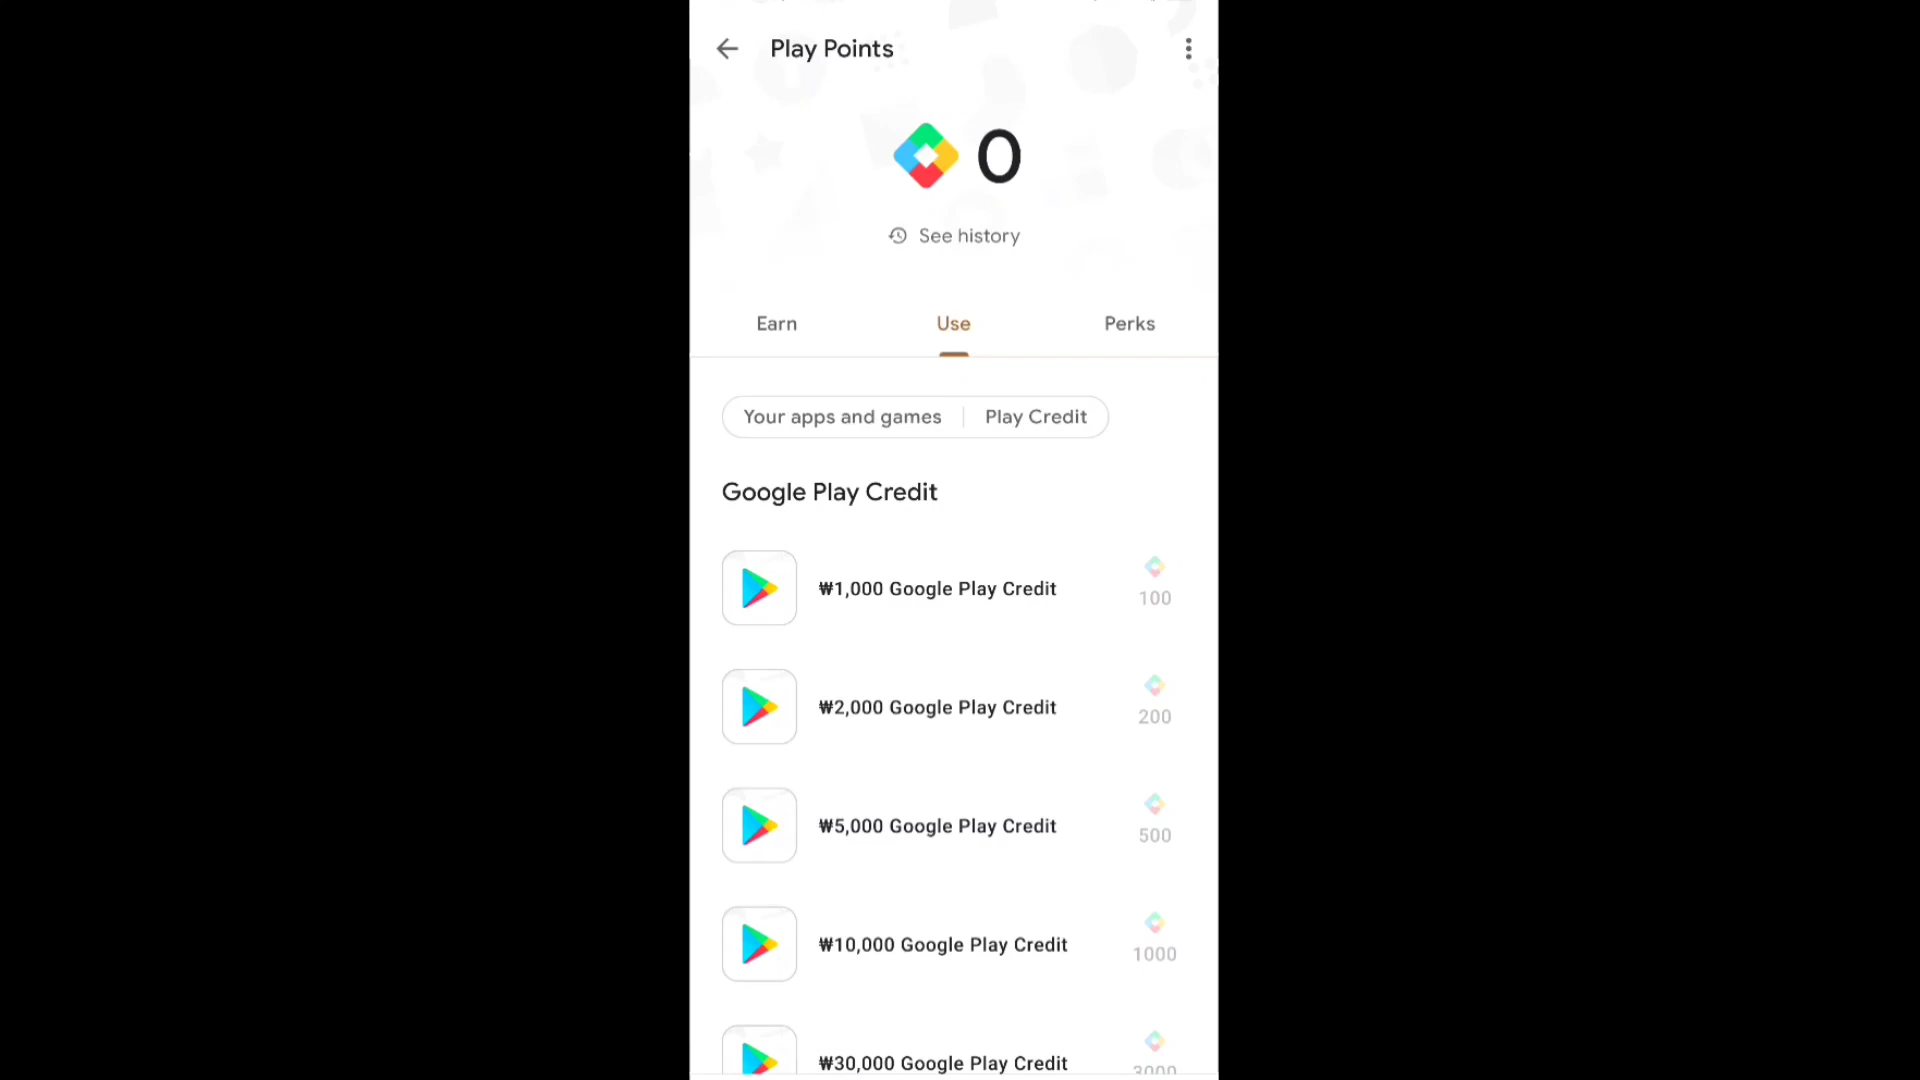 Play Points
0
See history
Earn Use Perks
Your apps and games Play Credit
Google Play Credit
₩1,000 Google Play Credit 100
₩2,000 Google Play Credit 200
₩5,000 Google Play Credit 500
₩10,000 Google Play Credit 1000
₩30,000 Google Play Credit 3000